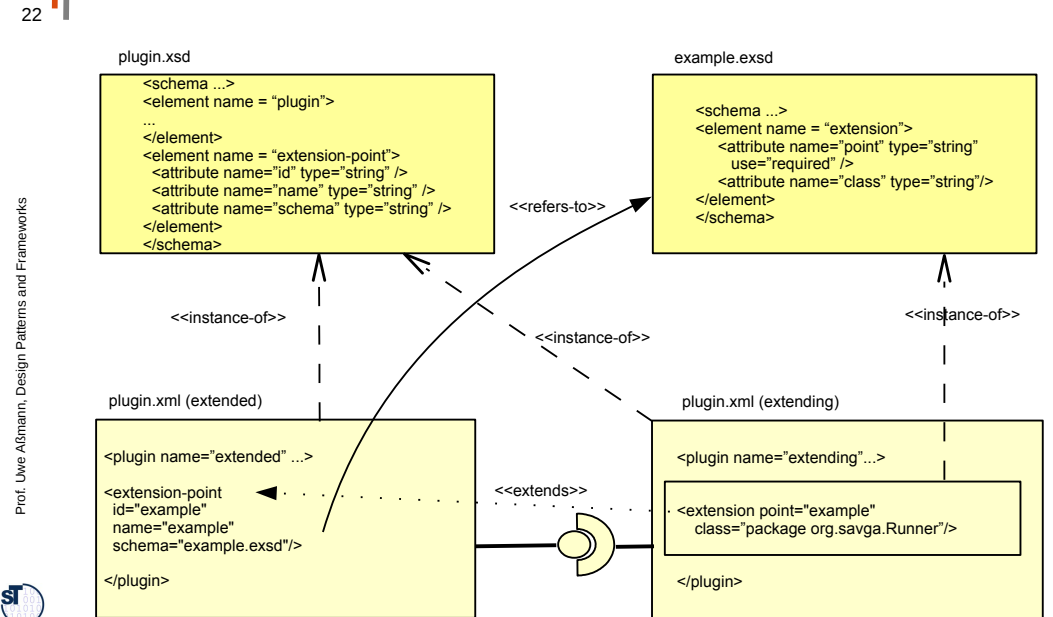 22
plugin.xsd
<schema ...>
<element name = “plugin”>
...
</element>
<element name = “extension-point”>
<attribute name=”id” type=”string” />
<attribute name=”name” type=”string” />
<attribute name=”schema” type=”string” />
</element>
</schema>
example.exsd
<schema ...>
<element name = “extension”>
<attribute name=”point” type=”string”
use=”required” />
<attribute name=”class” type=”string”/>
</element>
</schema>
<<refers-to>>
<<instance-of>>
<<instance-of>>
<<instance-of>>
plugin.xml (extended)
<plugin name=”extended” ...>
<extension-point
id="example"
name="example"
schema="example.exsd"/>
</plugin>
<<extends>>
plugin.xml (extending)
<plugin name=”extending”...>
<extension point="example"
class=”package org.savga.Runner”/>
</plugin>
Prof. Uwe Aßmann, Design Patterns and Frameworks
ST